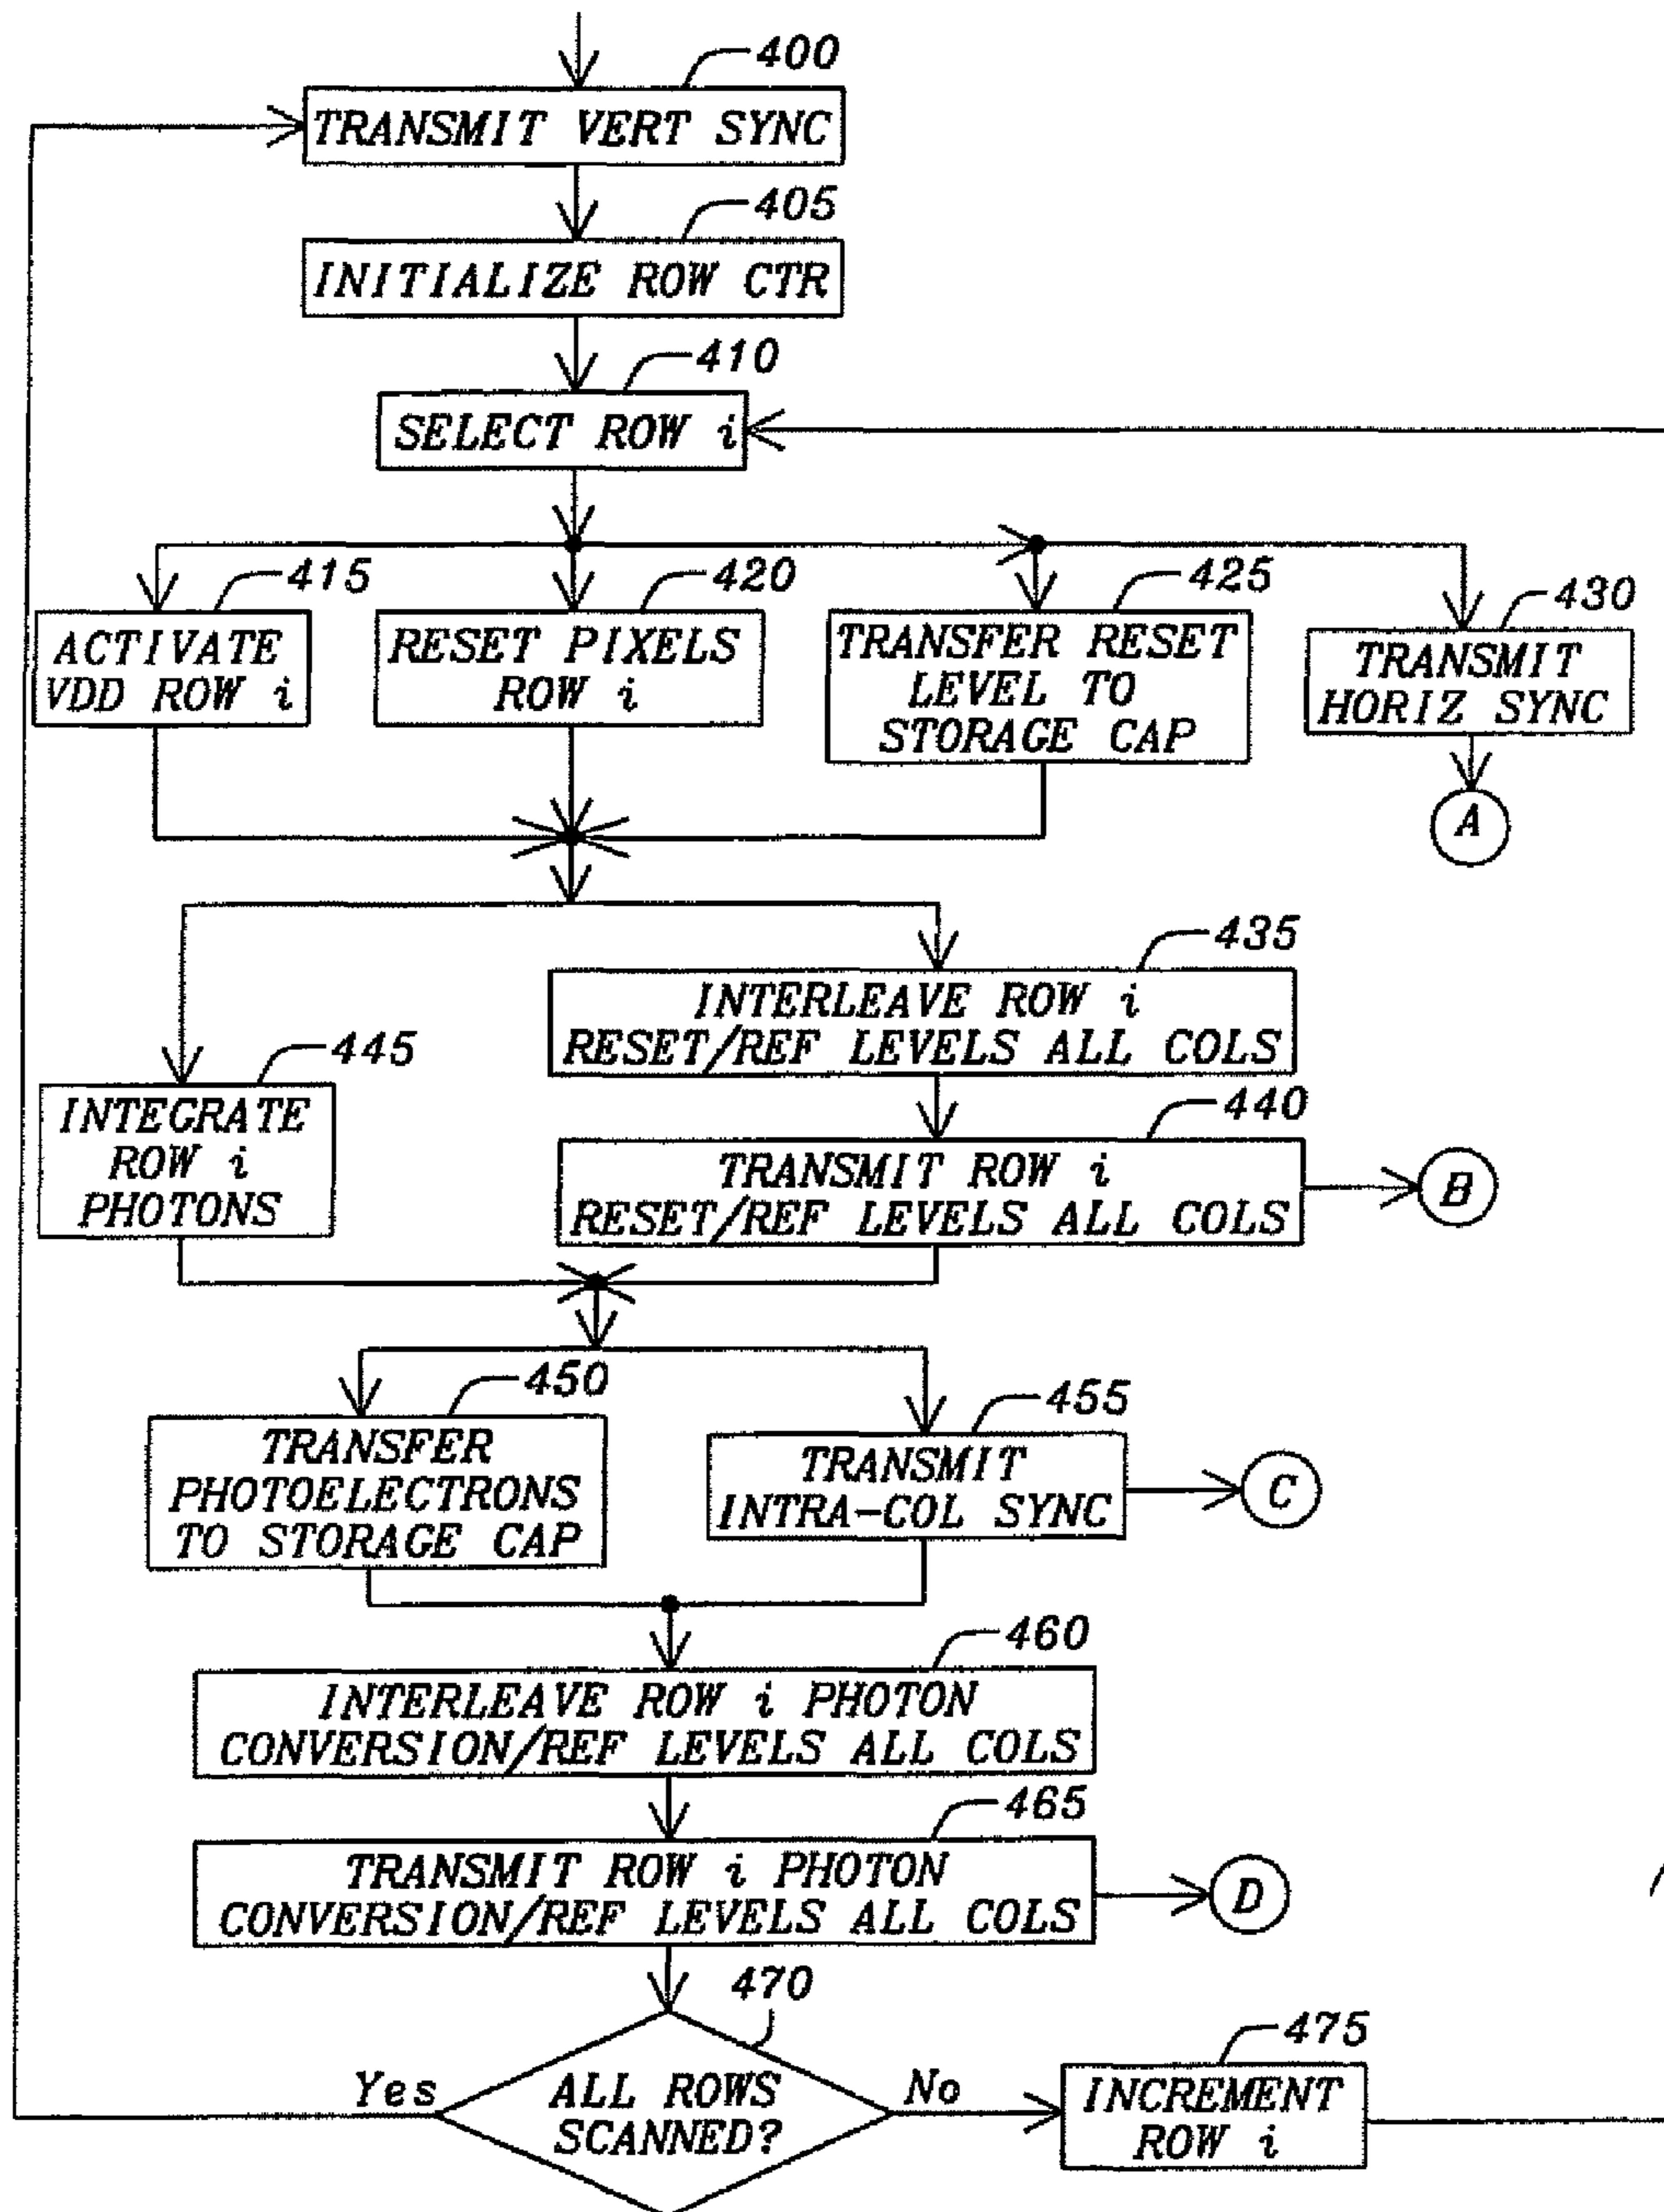 400
TRANSMIT VERT SYNC
405
INITIALIZE ROW CTR
410
SELECT ROW i
415
ACTIVATE
VDD ROW i
420
RESET PIXELS
ROW i
425
TRANSFER RESET
LEVEL TO
STORAGE CAP
430
TRANSMIT
HORIZ SYNC
A
435
INTERLEAVE ROW i
RESET/REF LEVELS ALL COLS
445
INTEGRATE
ROW i
PHOTONS
440
TRANSMIT ROW i
RESET/REF LEVELS ALL COLS
B
450
TRANSFER
PHOTOELECTRONS
TO STORAGE CAP
455
TRANSMIT
INTRA-COL SYNC
C
460
INTERLEAVE ROW i PHOTON
CONVERSION/REF LEVELS ALL COLS
465
TRANSMIT ROW i PHOTON
CONVERSION/REF LEVELS ALL COLS
D
470
ALL ROWS
SCANNED?
Yes
No
475
INCREMENT
ROW i